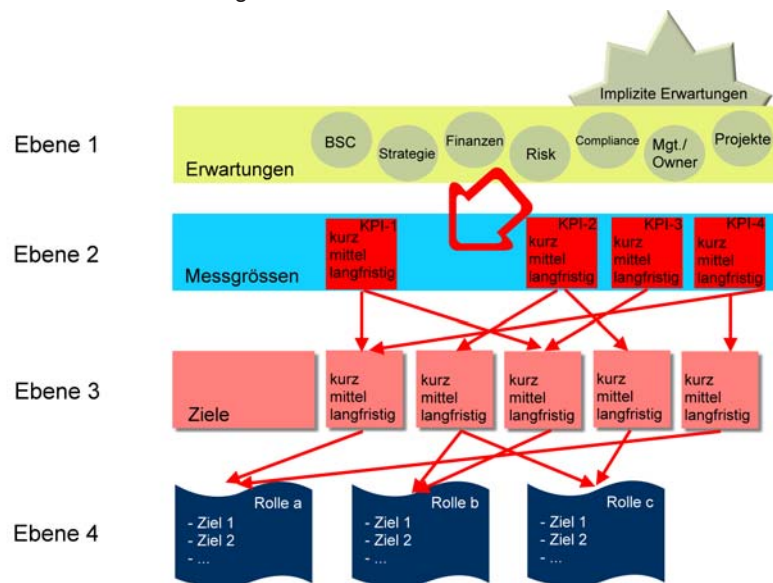 Implizite Erwartungen
Ebene 1
Erwartungen
BSC
Strategie
Finanzen
Risk
Compliance
Mgt./
Owner
Projekte
Ebene 2
Messgrössen
KPI-1
kurz
mittel
langfristig
KPI-2
kurz
mittel
langfristig
KPI-3
kurz
mittel
langfristig
KPI-4
kurz
mittel
langfristig
Ebene 3
Ziele
kurz
mittel
langfristig
kurz
mittel
langfristig
kurz
mittel
langfristig
kurz
mittel
langfristig
kurz
mittel
langfristig
Ebene 4
Rolle a
- Ziel 1
- Ziel 2
- ...
Rolle b
- Ziel 1
- Ziel 2
- ...
Rolle c
- Ziel 1
- Ziel 2
- ...